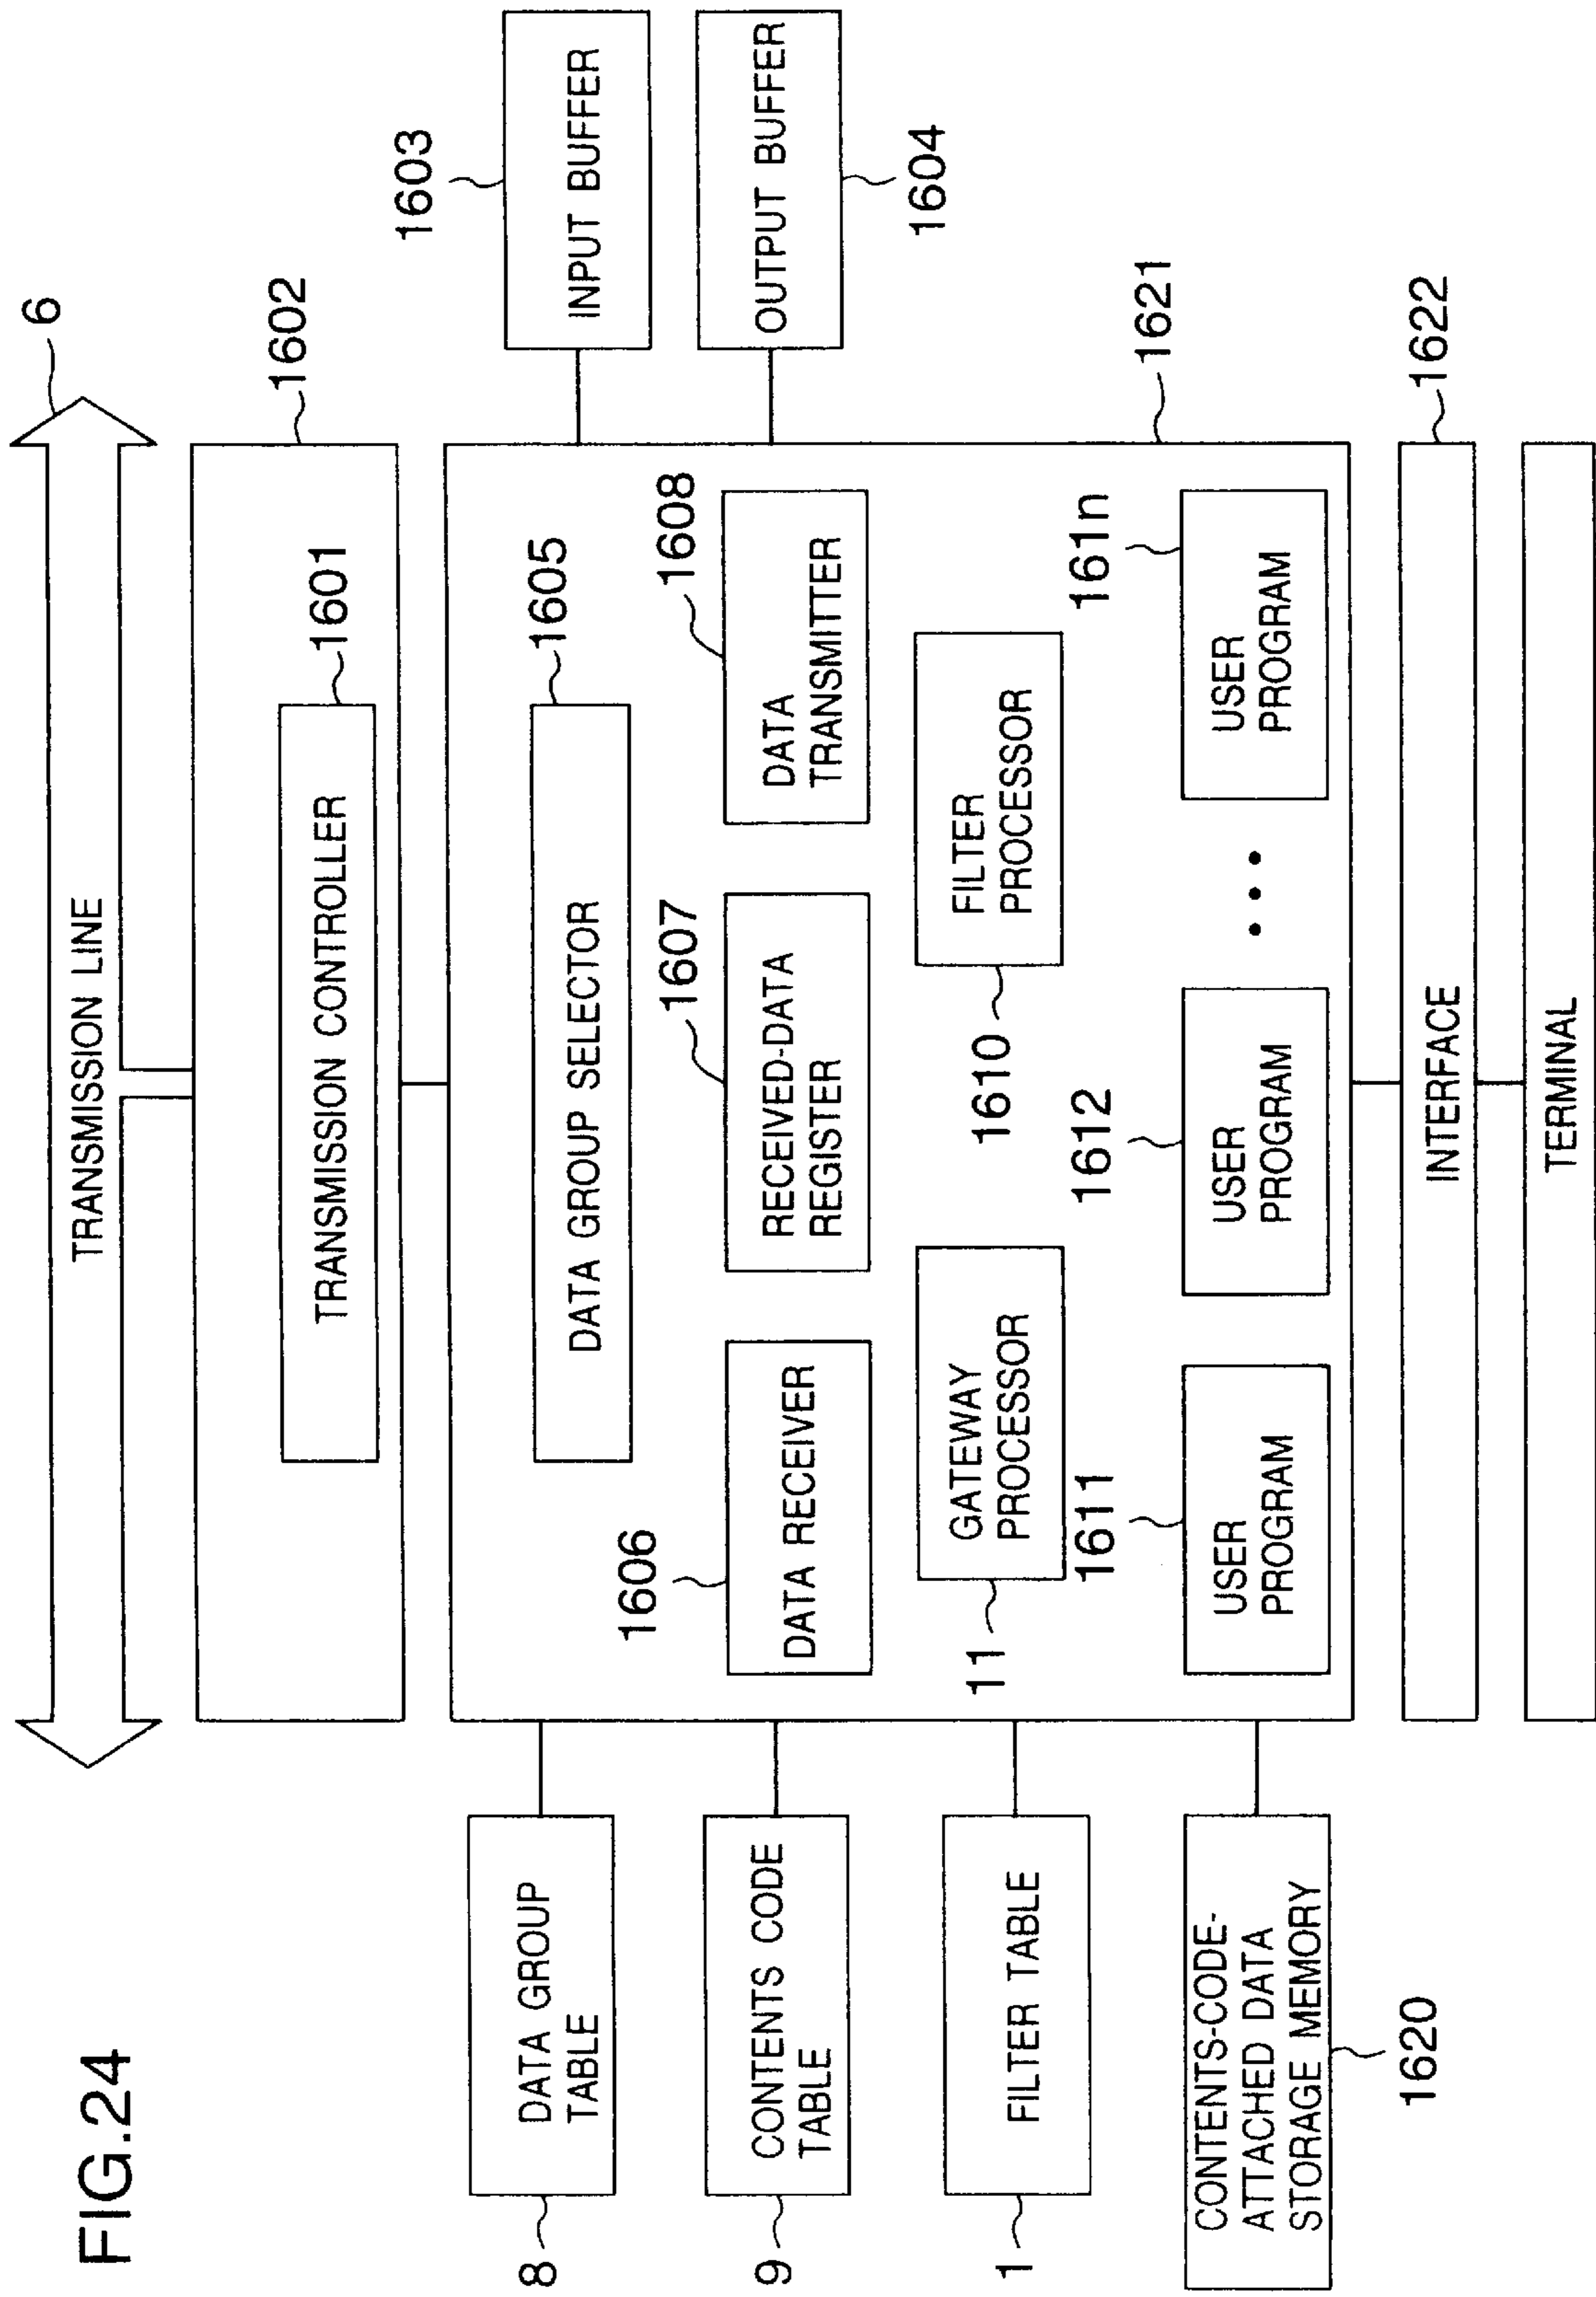 FIG.24
6
TRANSMISSION LINE
1602
1601
TRANSMISSION CONTROLLER
1603
INPUT BUFFER
OUTPUT BUFFER
1604
1605
DATA GROUP SELECTOR
8
DATA GROUP
TABLE
9
CONTENTS CODE
TABLE
1
FILTER TABLE
CONTENTS-CODE-
ATTACHED DATA
STORAGE MEMORY
1620
1606
DATA RECEIVER
1607
RECEIVED-DATA
REGISTER
1608
DATA
TRANSMITTER
11
GATEWAY
PROCESSOR
1610
FILTER
PROCESSOR
1611
USER
PROGRAM
1612
USER
PROGRAM
• • •
161n
USER
PROGRAM
1621
1622
INTERFACE
TERMINAL